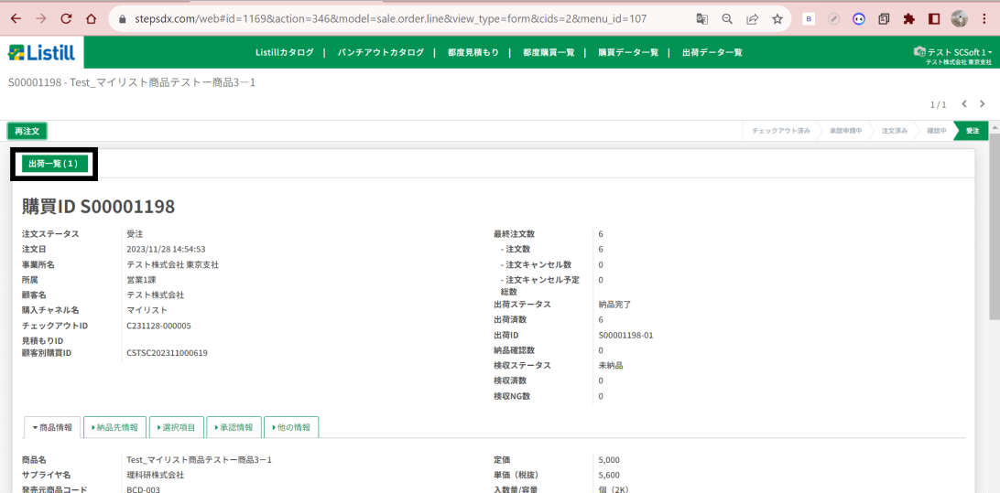 stepsdx.com/web#id=1169&action=346&model=sale.order.line&view_type=form&cids=2&menu_id=107
Listill
Listillカタログ | パンチアウトカタログ | 都度見積もり | 都度購買一覧 | 購買データ一覧 | 出荷データ一覧
テスト SCSoft 1
テスト株式会社 東京支社
S00001198 - Test_マイリスト商品テストー商品3－1
1 / 1
再注文
チェックアウト済み 承認申請中 注文済み 確認中 受注
出荷一覧 ( 1 )
購買ID S00001198
注文ステータス 受注
注文日 2023/11/28 14:54:53
事業所名 テスト株式会社 東京支社
所属 営業1課
顧客名 テスト株式会社
購入チャネル名 マイリスト
チェックアウトID C231128-000005
見積もりID
顧客別購買ID CSTSC202311000619
最終注文数 6
- 注文数 6
- 注文キャンセル数 0
- 注文キャンセル予定総数 0
出荷ステータス 納品完了
出荷済数 6
出荷ID S00001198-01
納品確認数 0
検収ステータス 未納品
検収済数 0
検収NG数 0
商品情報 納品先情報 選択項目 承認情報 他の情報
商品名 Test_マイリスト商品テストー商品3－1
サプライヤ名 理科研株式会社
発売元商品コード BCD-003
定価 5,000
単価（税抜） 5,600
入数量/容量 個（2K）